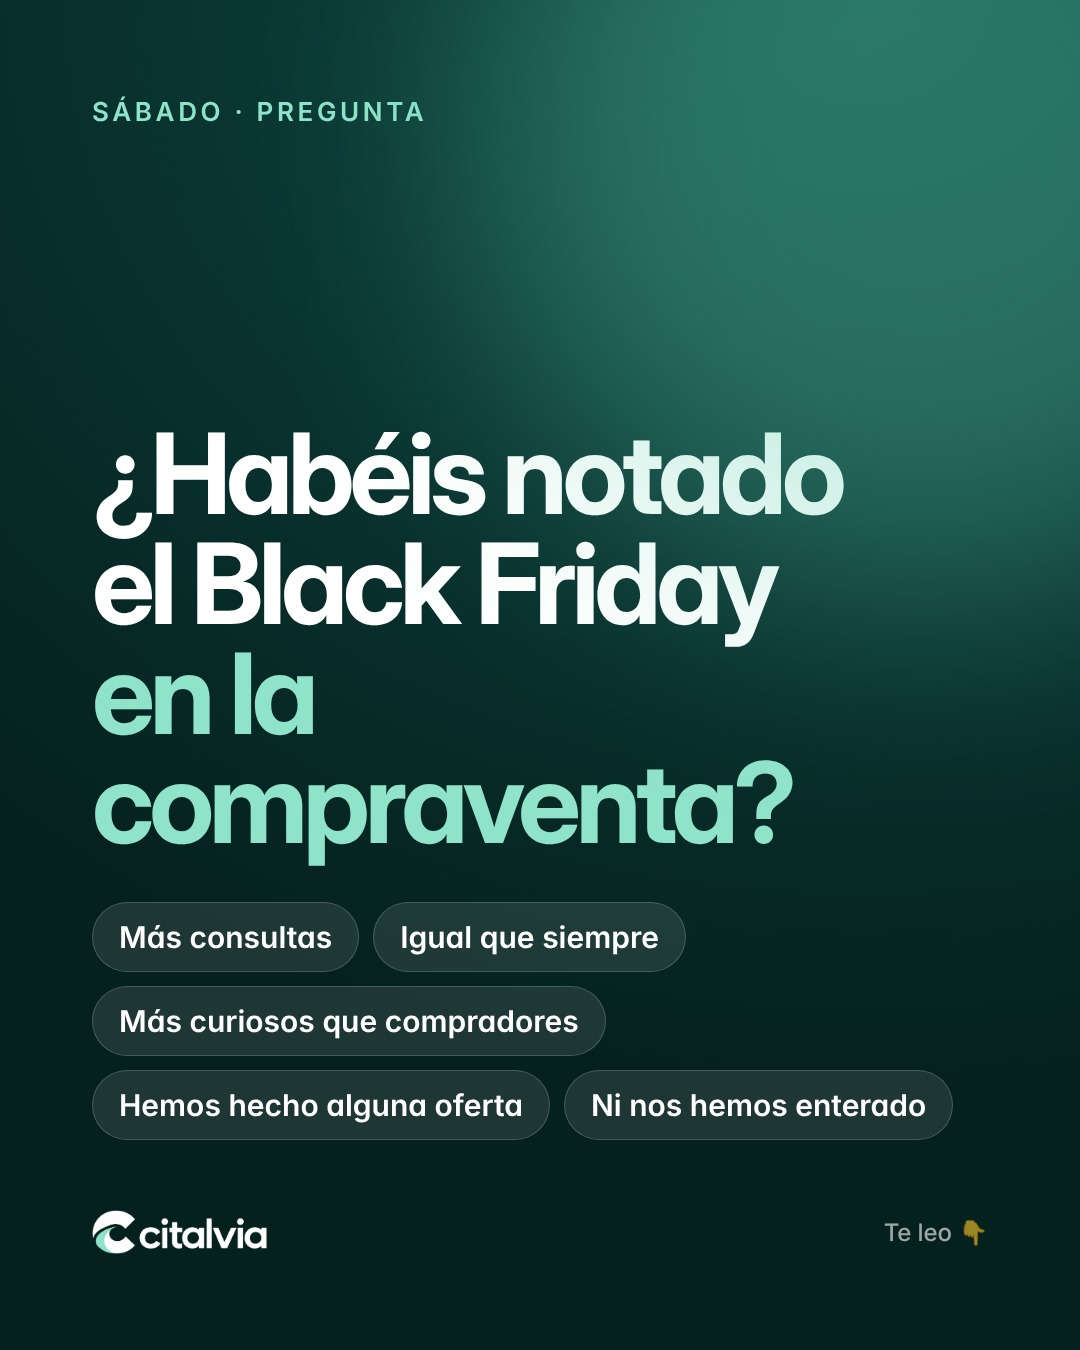 SÁBADO · PREGUNTA
¿Habéis notado
el Black Friday
en la
compraventa?
Más consultas
Igual que siempre
Más curiosos que compradores
Hemos hecho alguna oferta
Ni nos hemos enterado
citalvia
Te leo 👇